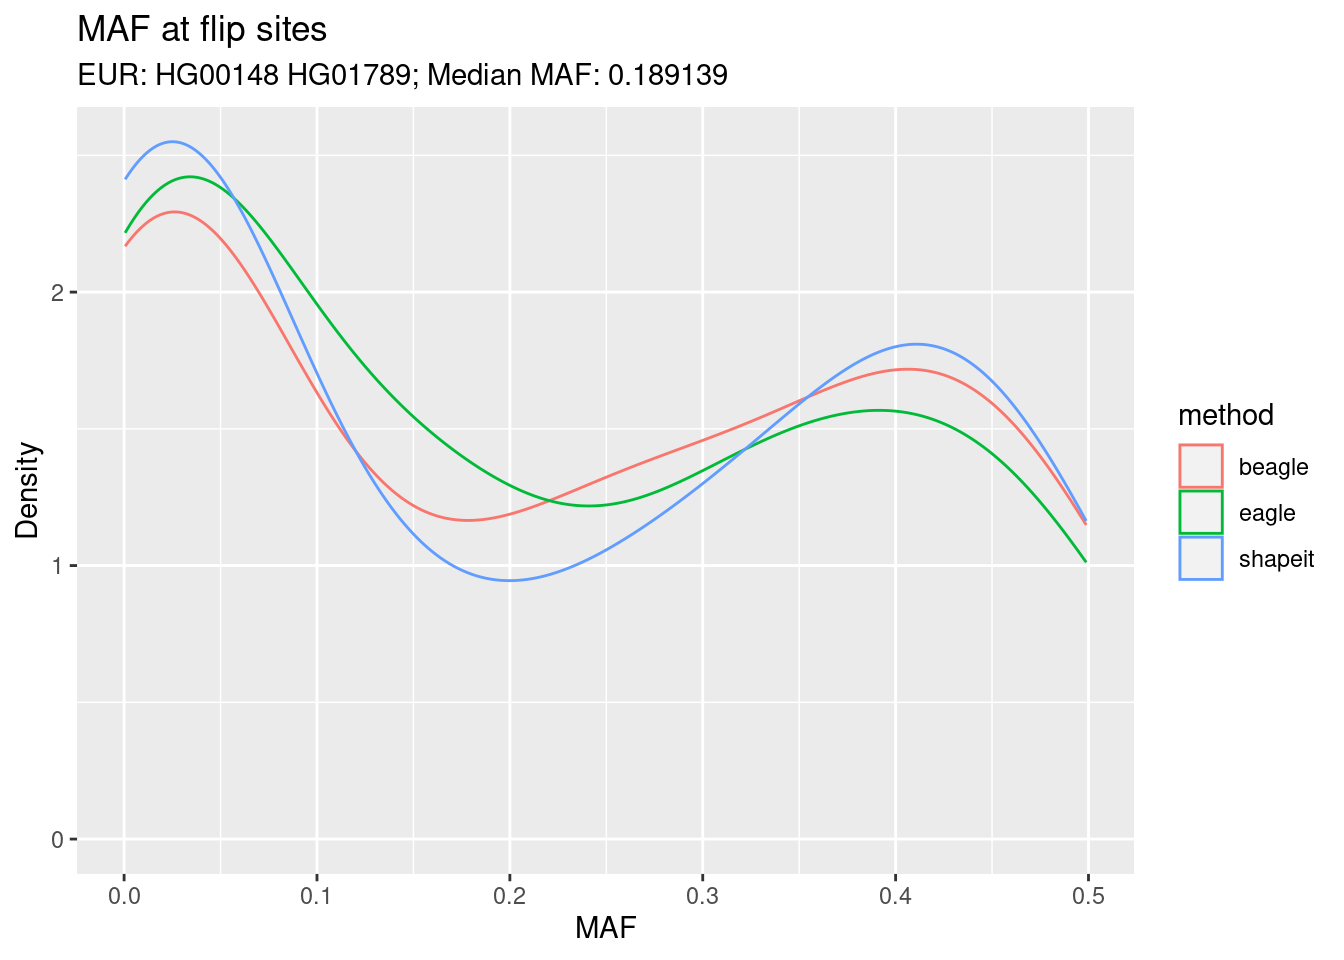 MAF at flip sites
EUR: HG00148 HG01789; Median MAF: 0.189139
Density
2
1
0
0.0 0.1 0.2 0.3 0.4 0.5
MAF
method
beagle
eagle
shapeit